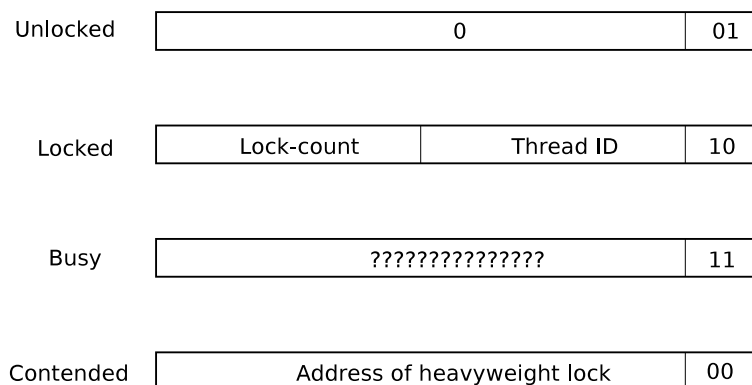 Unlocked 0 01
Locked Lock-count Thread ID 10
Busy ??????????????? 11
Contended Address of heavyweight lock 00